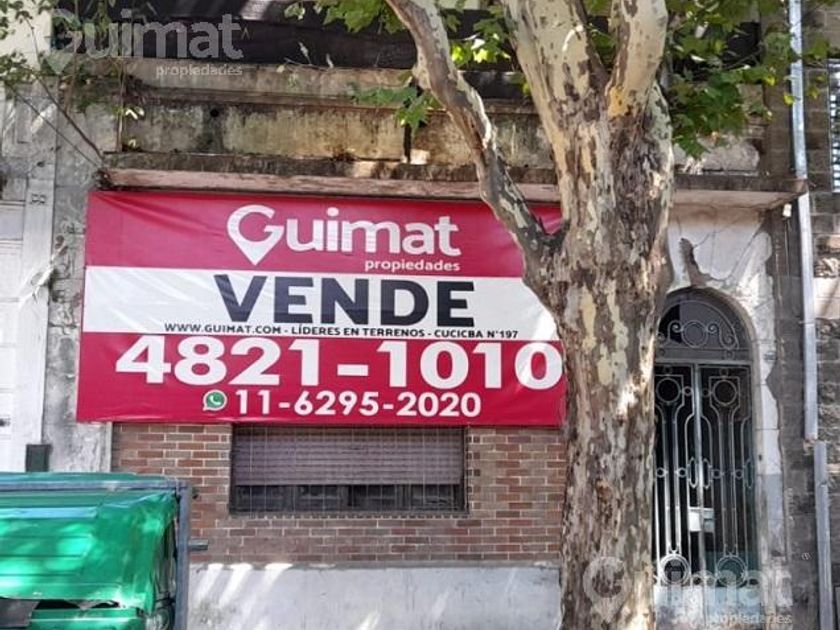 Guimat
propiedades
Guimat
propiedades
VENDE
WWW.GUIMAT.COM - LÍDERES EN TERRENOS - CUCICBA N°197
4821-1010
11-6295-2020
Guimat
propiedades